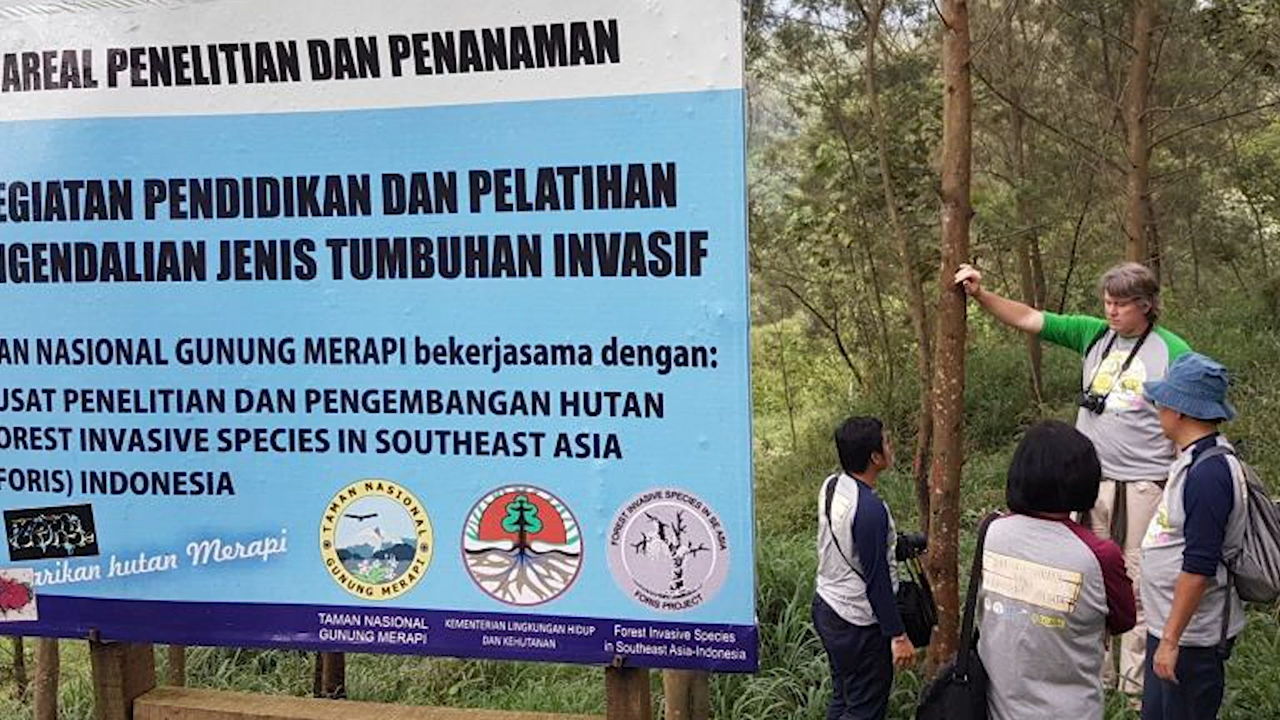 AREAL PENELITIAN DAN PENANAMAN
EGIATAN PENDIDIKAN DAN PELATIHAN
NGENDALIAN JENIS TUMBUHAN INVASIF
AN NASIONAL GUNUNG MERAPI bekerjasama dengan:
USAT PENELITIAN DAN PENGEMBANGAN HUTAN
OREST INVASIVE SPECIES IN SOUTHEAST ASIA
FORIS) INDONESIA
arikan hutan Merapi
TAMAN NASIONAL
GUNUNG MERAPI
FOREST INVASIVE SPECIES IN SE-ASIA
FORIS PROJECT
TAMAN NASIONAL
GUNUNG MERAPI
KEMENTERIAN LINGKUNGAN HIDUP
DAN KEHUTANAN
Forest Invasive Species
in Southeast Asia-Indonesia